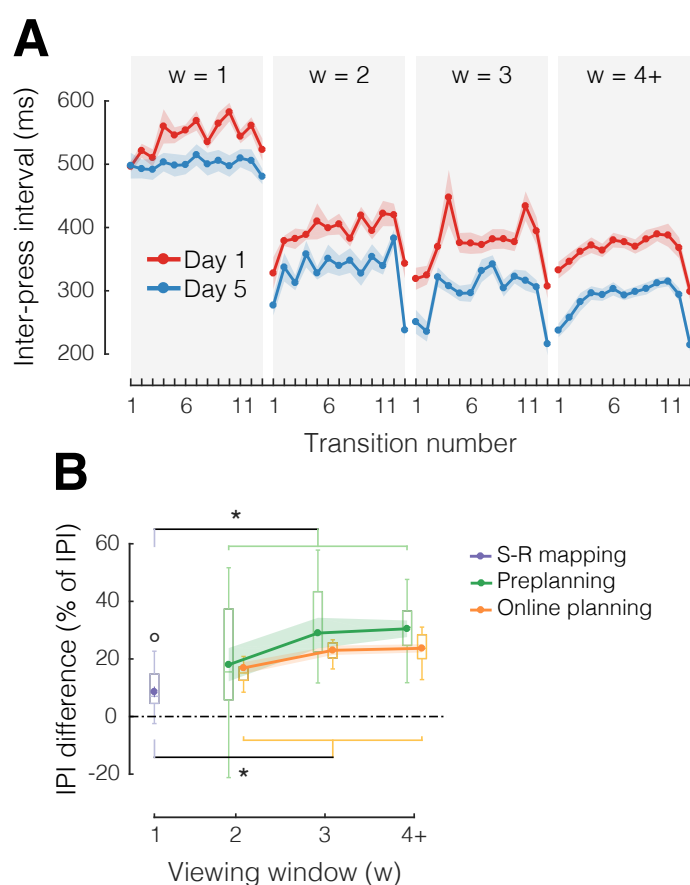 A
w = 1 w = 2 w = 3 w = 4+
Inter-press interval (ms)
600
500
400
300
200
Day 1
Day 5
1 6 11 1 6 11 1 6 11 1 6 11
Transition number
B
IPI difference (% of IPI)
60
40
20
0
-20
*
*
S-R mapping
Preplanning
Online planning
1 2 3 4+
Viewing window (w)